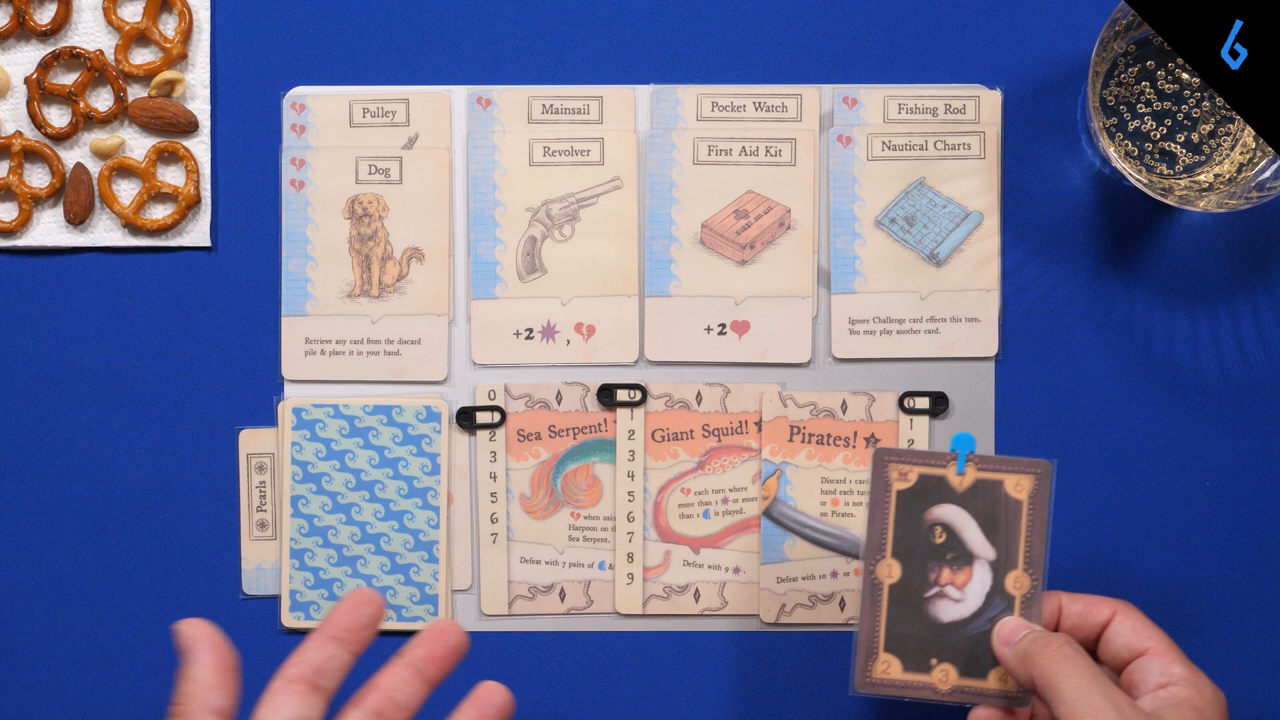 6
Pulley
Mainsail
Pocket Watch
Fishing Rod
Dog
Revolver
First Aid Kit
Nautical Charts
Retrieve any card from the discard
pile & place it in your hand.
+2 ,
+2
Ignore Challenge card effects this turn.
You may play another card.
Pearls
0
1
2
3
4
5
6
7
Sea Serpent!
when usi
Harpoon on t
Sea Serpent.
Defeat with 7 pairs of &
0
1
2
3
4
5
6
7
8
9
Giant Squid!
each turn where
more than 1 or more
than 1 is played.
Defeat with 9 .
Pirates!
Discard 1 car
hand each tur
or is not
on Pirates.
Defeat with 10 or
0
1
2
6
1
5
2
3
4